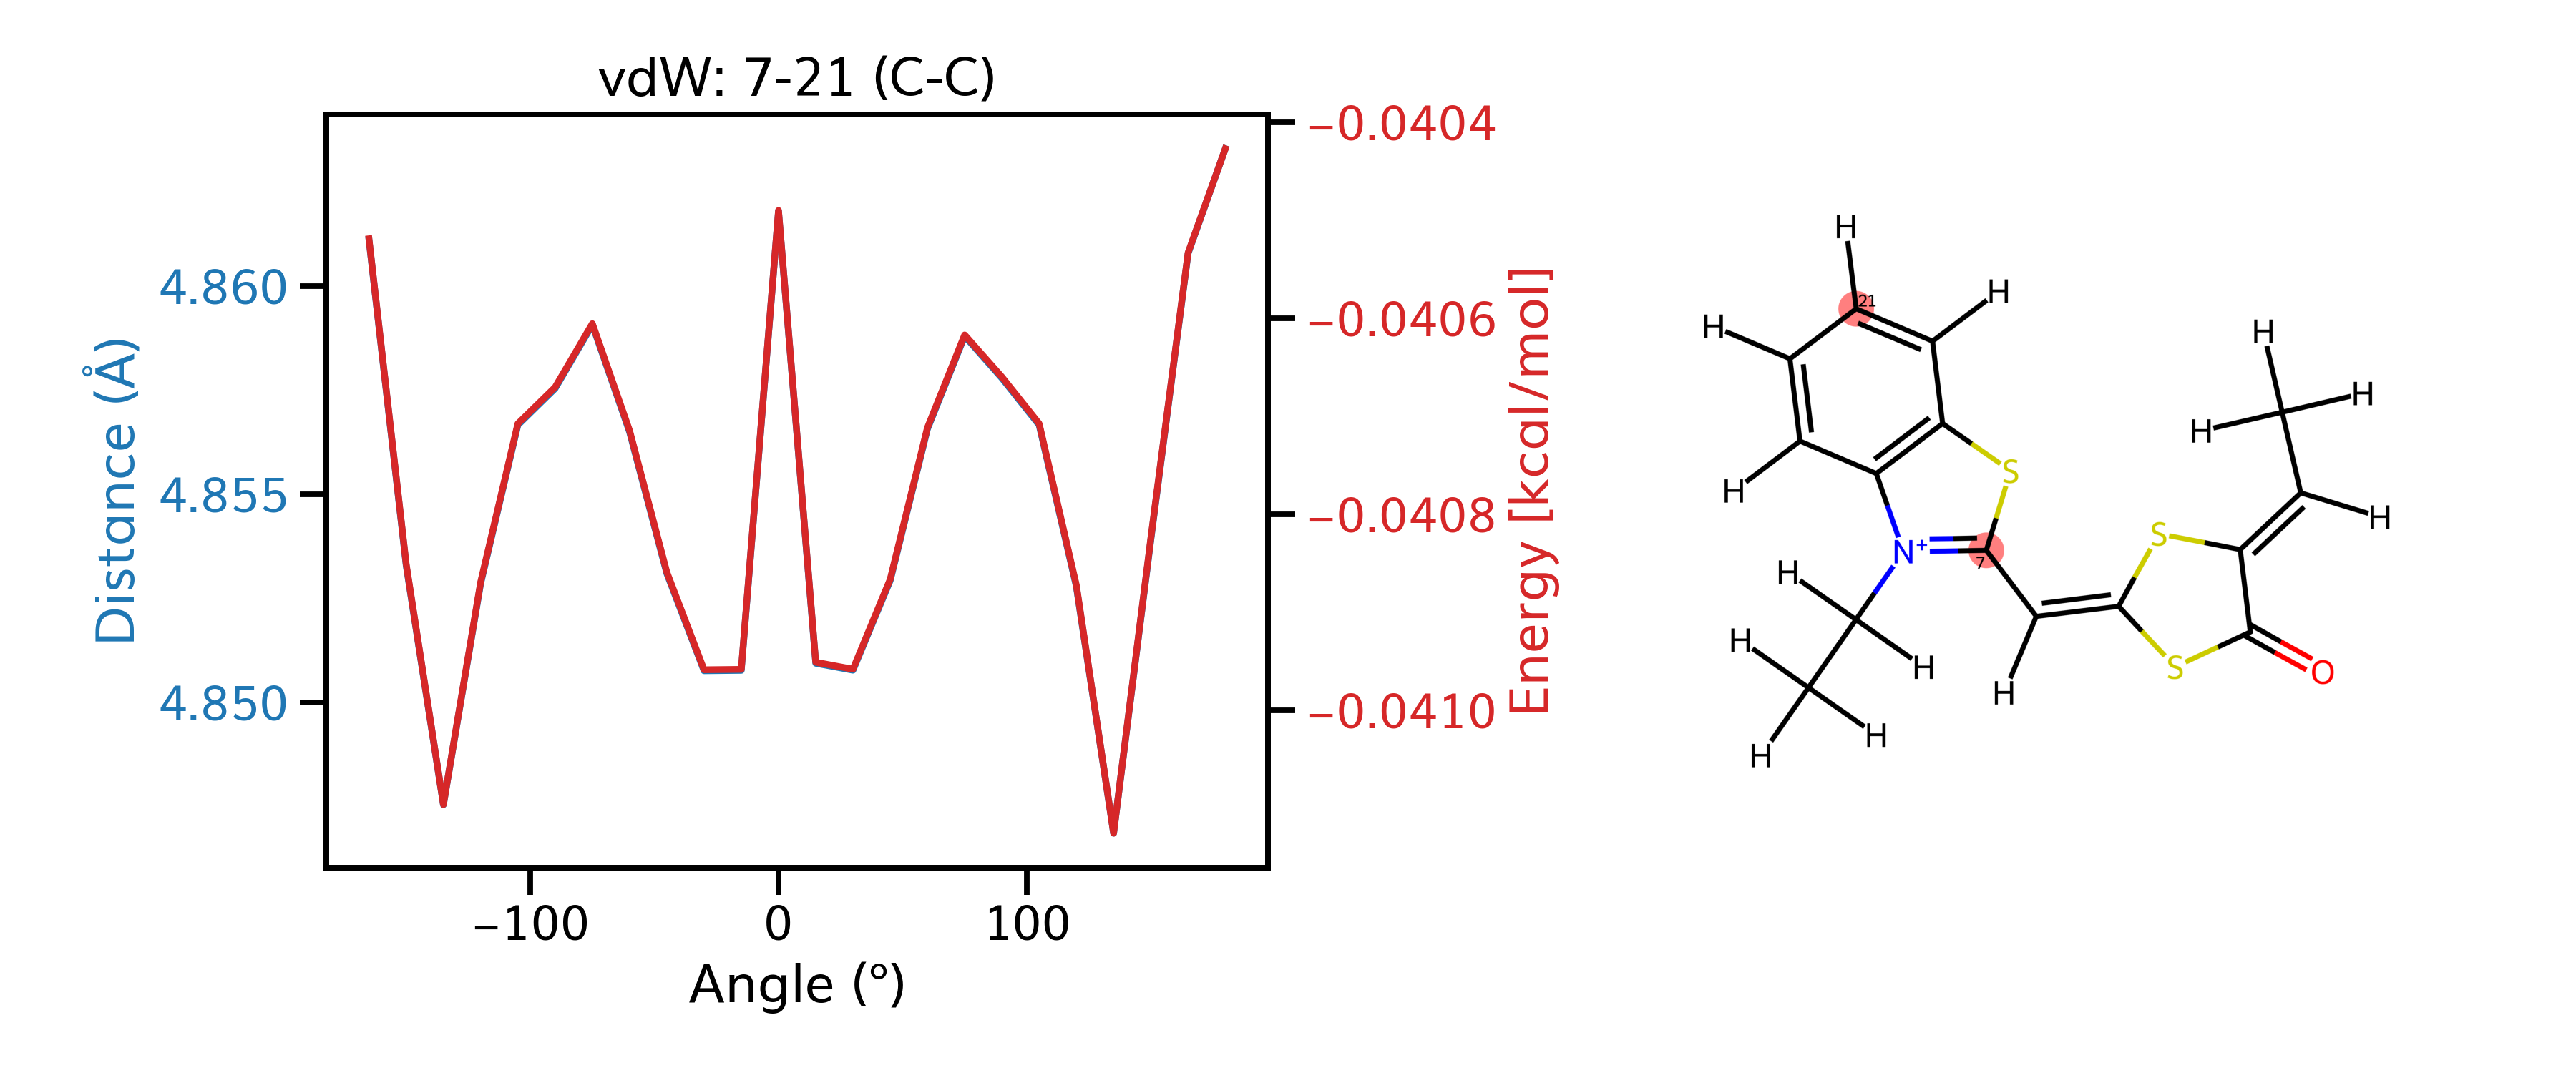 vdW: 7-21 (C-C)
Distance (Å)
4.860
4.855
4.850
−0.0404
−0.0406
−0.0408
−0.0410
Energy [kcal/mol]
−100
0
100
Angle (°)
H
H
H
21
H
S
N+
7
H
H
H
H
H
H
H
H
H
H
H
S
S
O